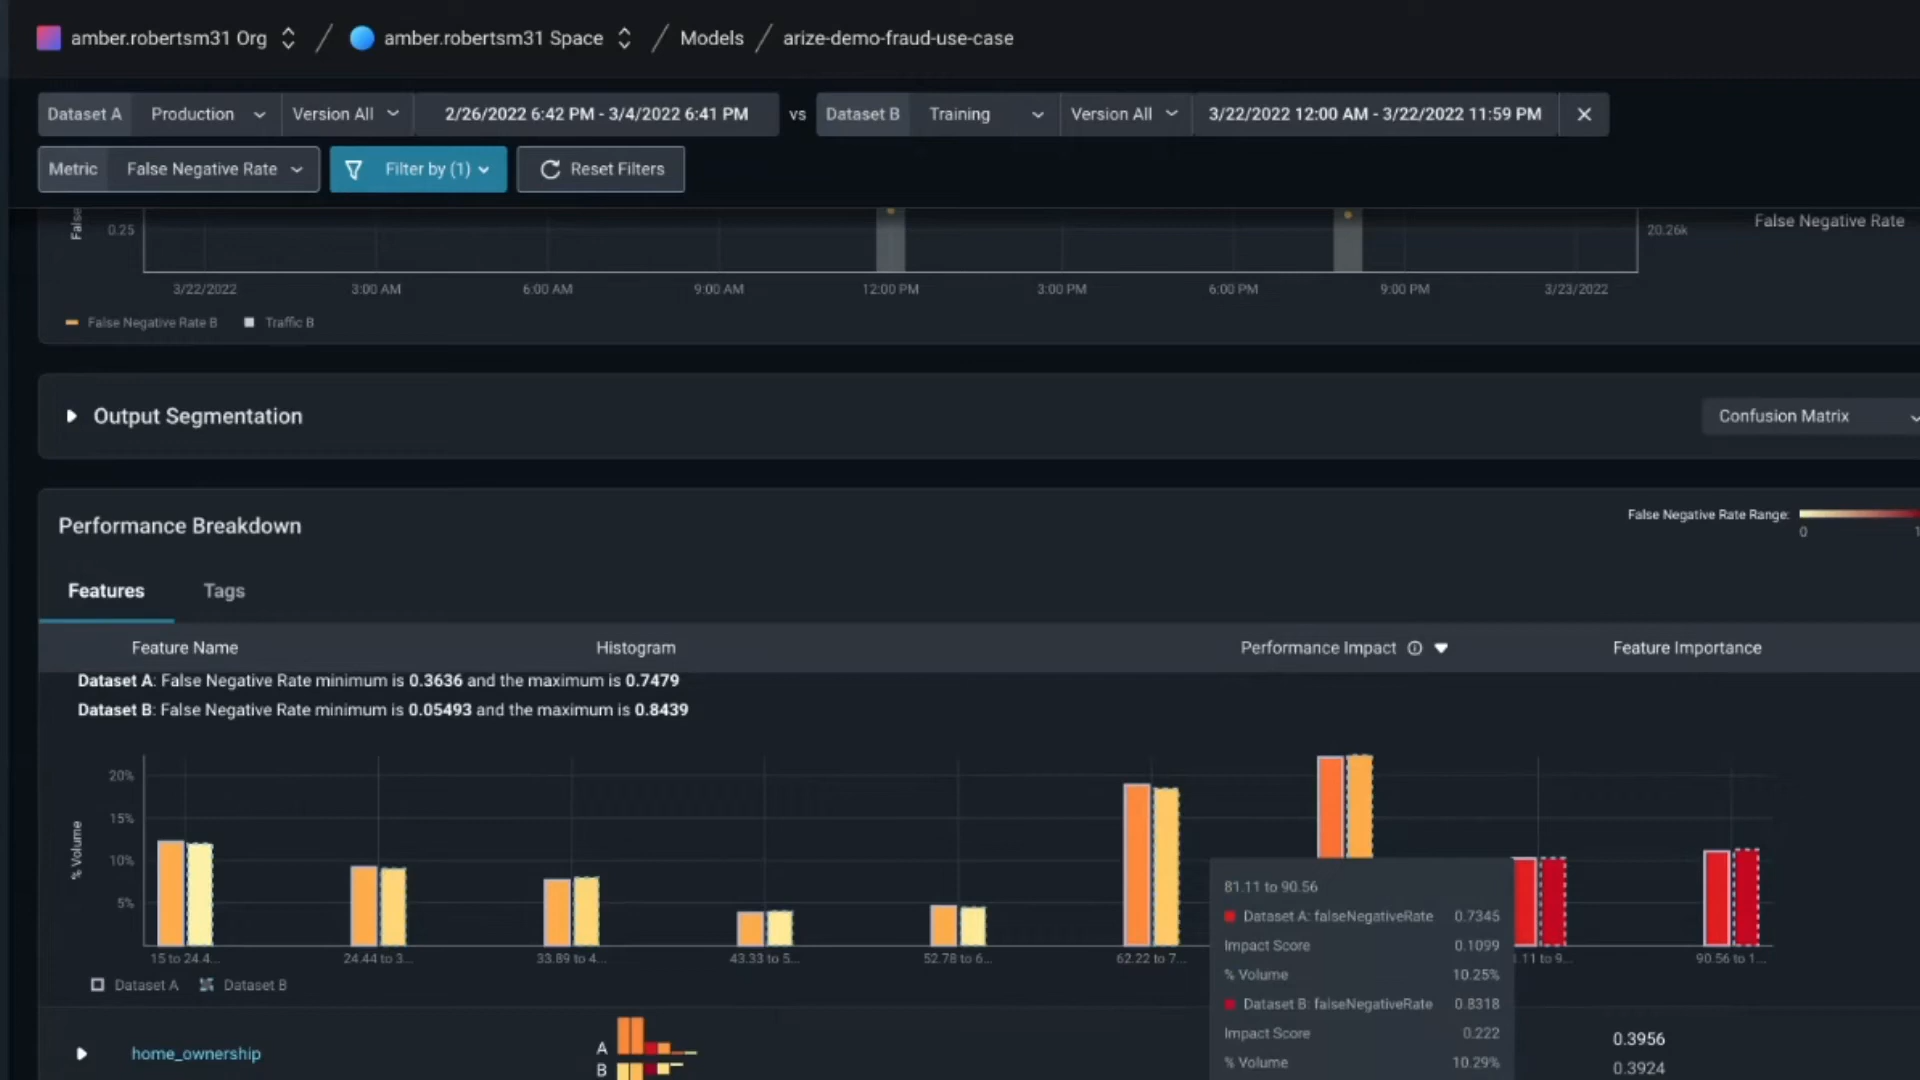 amber.robertsm31 Org / amber.robertsm31 Space / Models / arize-demo-fraud-use-case
Dataset A Production Version All 2/26/2022 6:42 PM - 3/4/2022 6:41 PM vs Dataset B Training Version All 3/22/2022 12:00 AM - 3/22/2022 11:59 PM
Metric False Negative Rate Filter by (1) Reset Filters
False
0.25
20.26k
False Negative Rate
3/22/2022 3:00 AM 6:00 AM 9:00 AM 12:00 PM 3:00 PM 6:00 PM 9:00 PM 3/23/2022
False Negative Rate B Traffic B
Output Segmentation
Confusion Matrix
Performance Breakdown
False Negative Rate Range:
0 1
Features Tags
Feature Name Histogram Performance Impact Feature Importance
Dataset A: False Negative Rate minimum is 0.3636 and the maximum is 0.7479
Dataset B: False Negative Rate minimum is 0.05493 and the maximum is 0.8439
% Volume
20%
15%
10%
5%
15 to 24.4... 24.44 to 3... 33.89 to 4... 43.33 to 5... 52.78 to 6... 62.22 to 7... .11 to 9... 90.56 to 1...
Dataset A Dataset B
81.11 to 90.56
Dataset A: falseNegativeRate 0.7345
Impact Score 0.1099
% Volume 10.25%
Dataset B: falseNegativeRate 0.8318
Impact Score 0.222
% Volume 10.29%
home_ownership
A
B
0.3956
0.3924